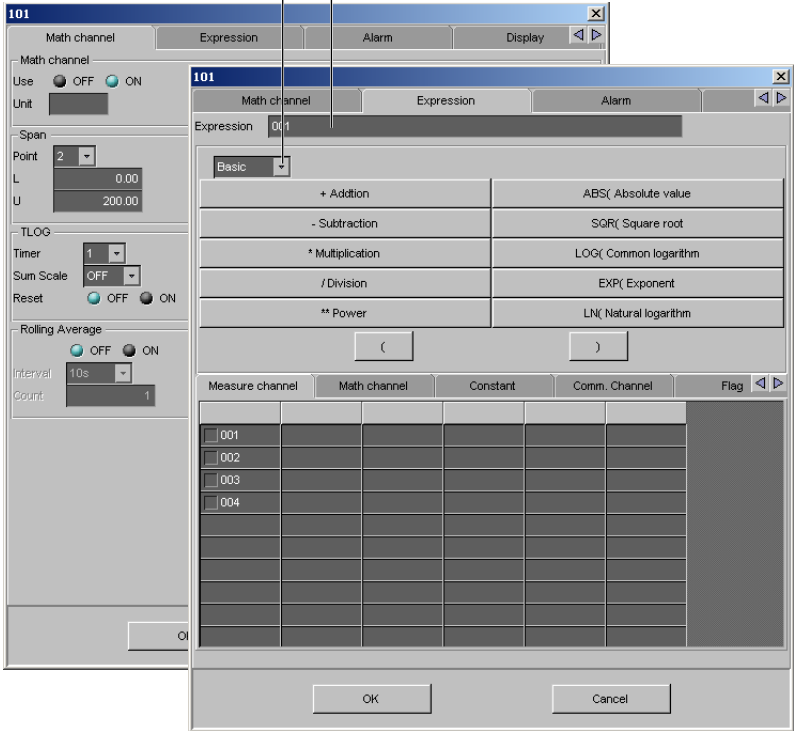 101
Math channel Expression Alarm Display
Math channel
Use OFF ON
Unit
Span
Point 2
L 0.00
U 200.00
TLOG
Timer 1
Sum Scale OFF
Reset OFF ON
Rolling Average
OFF ON
Interval 10s
Count 1
101
Math channel Expression Alarm
Expression 001
Basic
+ Addtion ABS( Absolute value
- Subtraction SQR( Square root
* Multiplication LOG( Common logarithm
/ Division EXP( Exponent
** Power LN( Natural logarithm
( )
Measure channel Math channel Constant Comm. Channel Flag
001
002
003
004
OK Cancel